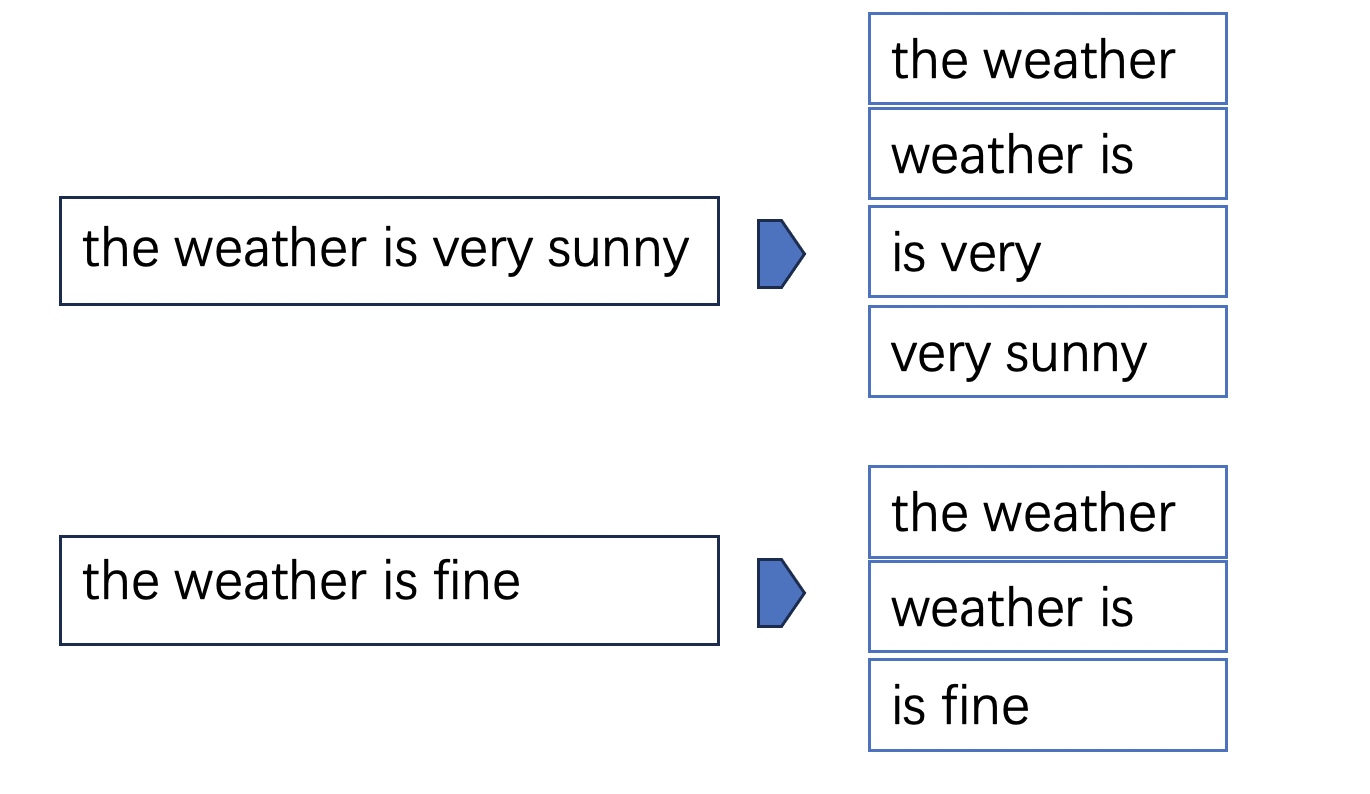 the weather is very sunny
the weather
weather is
is very
very sunny
the weather is fine
the weather
weather is
is fine